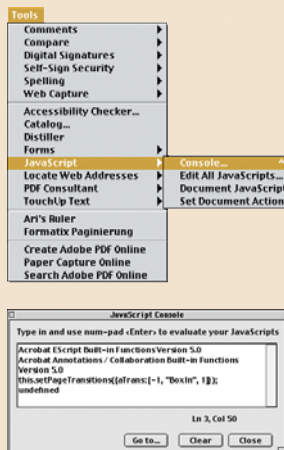 Tools
Comments
Compare
Digital Signatures
Self-Sign Security
Spelling
Web Capture
Accessibility Checker...
Catalog...
Distiller
Forms
JavaScript
Locate Web Addresses
PDF Consultant
TouchUp Text
Ari's Ruler
Formatix Paginierung
Create Adobe PDF Online
Paper Capture Online
Search Adobe PDF Online
Console...
Edit All JavaScripts...
Document JavaScript
Set Document Action
JavaScript Console
Type in and use num-pad <Enter> to evaluate your JavaScripts
Acrobat EScript Built-in Functions Version 5.0
Acrobat Annotations / Collaboration Built-in Functions
Version 5.0
this.setPageTransitions({aTrans:[-1, "BoxIn", 1]});
undefined
Ln 3, Col 50
Go to... Clear Close